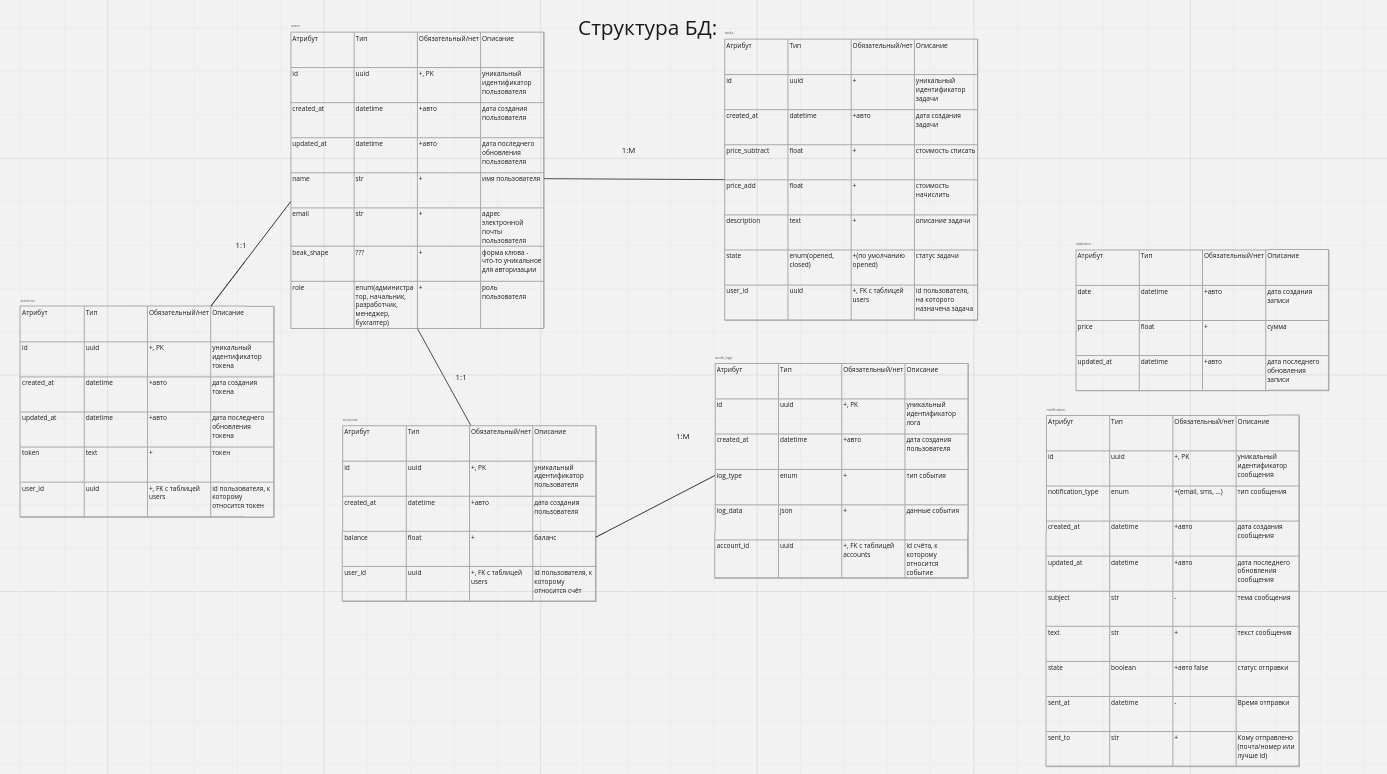 Структура БД:
users
Атрибут Тип Обязательный/нет Описание
id uuid +, PK уникальный
идентификатор
пользователя
created_at datetime +авто дата создания
пользователя
updated_at datetime +авто дата последнего
обновления
пользователя
name str + имя пользователя
email str + адрес
электронной
почты
пользователя
beak_shape ??? + форма клюва -
что-то уникальное
для авторизации
role enum(администра + роль
тор, начальник, пользователя
разработчик,
менеджер,
бухгалтер)
1:M
tasks
Атрибут Тип Обязательный/нет Описание
id uuid + уникальный
идентификатор
задачи
created_at datetime +авто дата создания
задачи
price_subtract float + стоимость списать
price_add float + стоимость
начислить
description text + описание задачи
state enum(opened, +(по умолчанию статус задачи
closed) opened)
user_id uuid +, FK с таблицей id пользователя,
users на которого
назначена задача
1:1
Атрибут Тип Обязательный/нет Описание
id uuid +, PK уникальный
идентификатор
токена
created_at datetime +авто дата создания
токена
updated_at datetime +авто дата последнего
обновления
токена
token text + токен
user_id uuid +, FK с таблицей id пользователя, к
users которому
относится токен
1:1
accounts
Атрибут Тип Обязательный/нет Описание
id uuid +, PK уникальный
идентификатор
пользователя
created_at datetime +авто дата создания
пользователя
balance float + баланс
user_id uuid +, FK с таблицей id пользователя, к
users которому
относится счёт
1:M
audit_logs
Атрибут Тип Обязательный/нет Описание
id uuid +, PK уникальный
идентификатор
лога
created_at datetime +авто дата создания
пользователя
log_type enum + тип события
log_data json + данные события
account_id uuid +, FK с таблицей id счёта, к
accounts которому
относится
событие
statistics
Атрибут Тип Обязательный/нет Описание
date datetime +авто дата создания
записи
price float + сумма
updated_at datetime +авто дата последнего
обновления
записи
notification
Атрибут Тип Обязательный/нет Описание
id uuid +, PK уникальный
идентификатор
сообщения
notification_type enum +(email, sms, ...) тип сообщения
created_at datetime +авто дата создания
сообщения
updated_at datetime +авто дата последнего
обновления
сообщения
subject str - тема сообщения
text str + текст сообщения
state boolean +авто false статус отправки
sent_at datetime - Время отправки
sent_to str + Кому отправлено
(почта/номер или
лучше id)